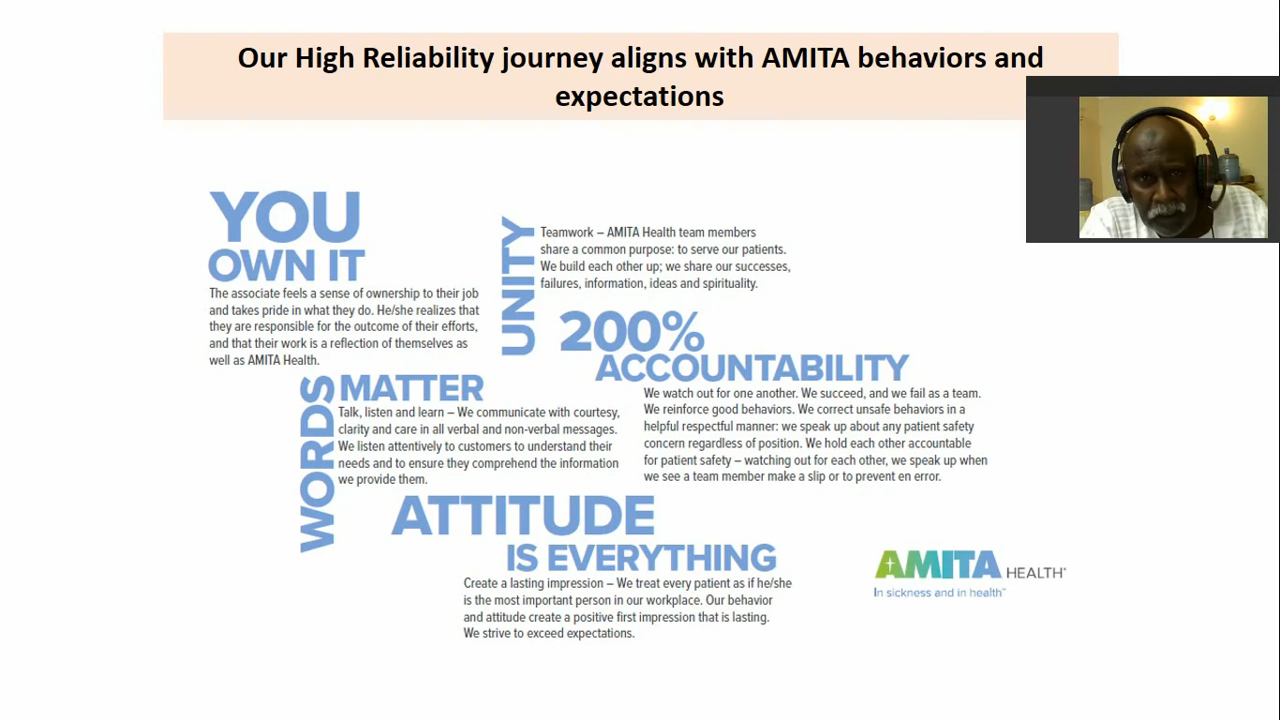 Our High Reliability journey aligns with AMITA behaviors and
expectations
YOU
OWN IT
The associate feels a sense of ownership to their job
and takes pride in what they do. He/she realizes that
they are responsible for the outcome of their efforts,
and that their work is a reflection of themselves as
well as AMITA Health.
UNITY
Teamwork – AMITA Health team members
share a common purpose: to serve our patients.
We build each other up; we share our successes,
failures, information, ideas and spirituality.
200%
ACCOUNTABILITY
We watch out for one another. We succeed, and we fail as a team.
We reinforce good behaviors. We correct unsafe behaviors in a
helpful respectful manner: we speak up about any patient safety
concern regardless of position. We hold each other accountable
for patient safety – watching out for each other, we speak up when
we see a team member make a slip or to prevent en error.
WORDS
MATTER
Talk, listen and learn – We communicate with courtesy,
clarity and care in all verbal and non-verbal messages.
We listen attentively to customers to understand their
needs and to ensure they comprehend the information
we provide them.
ATTITUDE
IS EVERYTHING
Create a lasting impression – We treat every patient as if he/she
is the most important person in our workplace. Our behavior
and attitude create a positive first impression that is lasting.
We strive to exceed expectations.
AMITA HEALTH®
In sickness and in health℠